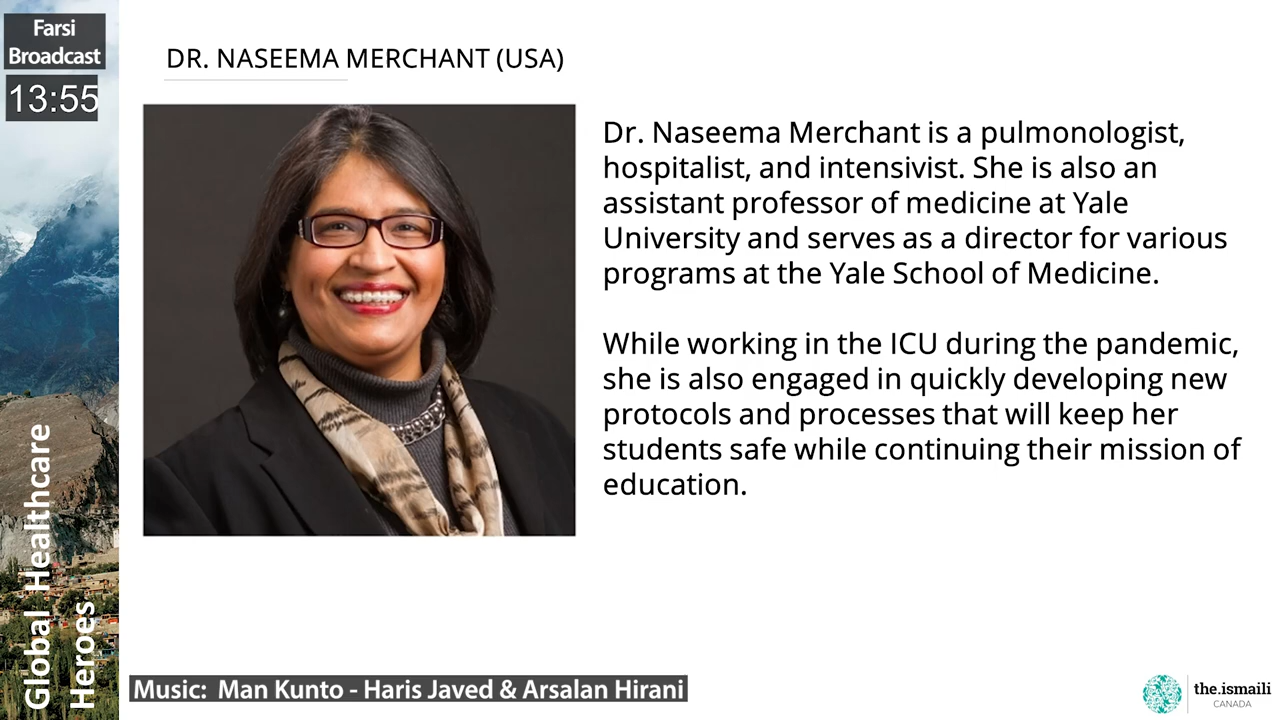 Farsi
Broadcast
13:55
DR. NASEEMA MERCHANT (USA)
Dr. Naseema Merchant is a pulmonologist,
hospitalist, and intensivist. She is also an
assistant professor of medicine at Yale
University and serves as a director for various
programs at the Yale School of Medicine.
While working in the ICU during the pandemic,
she is also engaged in quickly developing new
protocols and processes that will keep her
students safe while continuing their mission of
education.
Global Healthcare
Heroes
Music: Man Kunto - Haris Javed & Arsalan Hirani
the.ismaili
CANADA